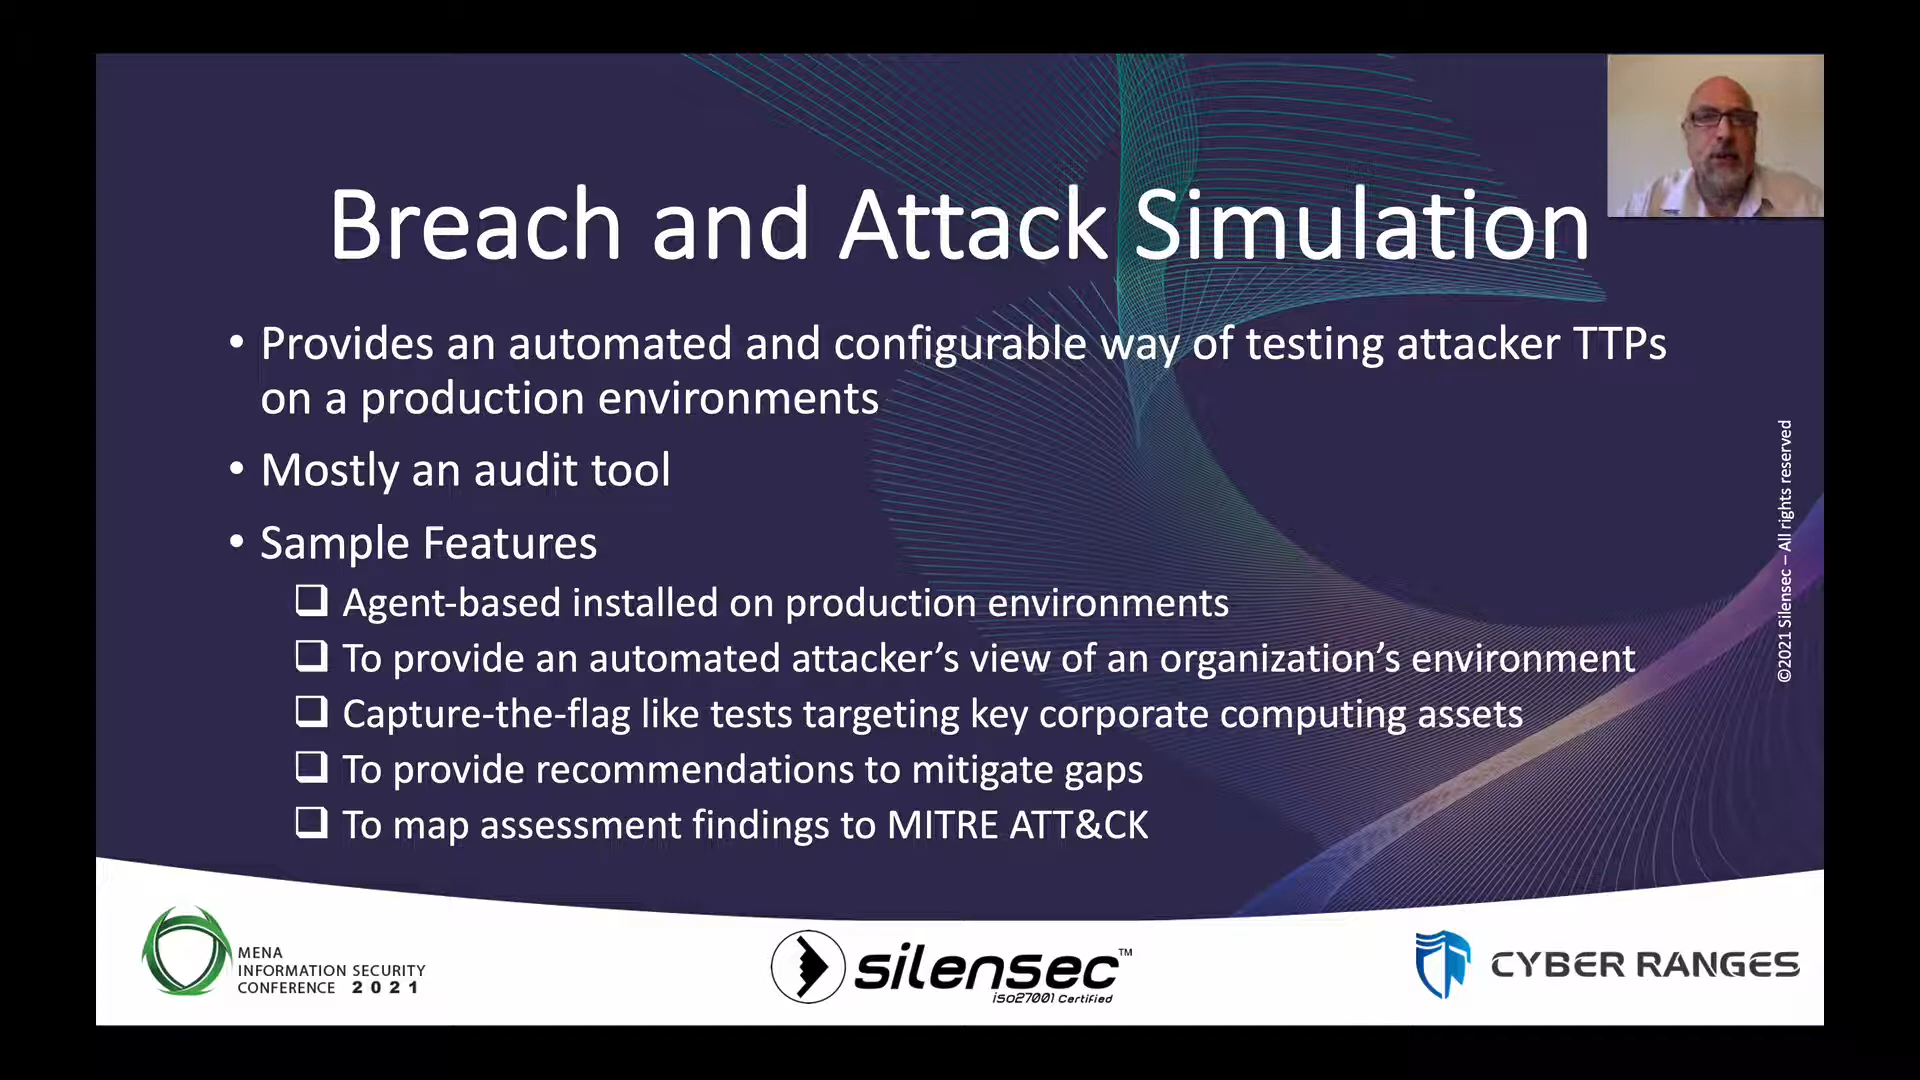 Breach and Attack Simulation
• Provides an automated and configurable way of testing attacker TTPs
on a production environments
• Mostly an audit tool
• Sample Features
❑ Agent-based installed on production environments
❑ To provide an automated attacker’s view of an organization’s environment
❑ Capture-the-flag like tests targeting key corporate computing assets
❑ To provide recommendations to mitigate gaps
❑ To map assessment findings to MITRE ATT&CK
©2021 Silensec – All rights reserved
MENA
INFORMATION SECURITY
CONFERENCE 2021
silensec™
iso27001 Certified
CYBER RANGES